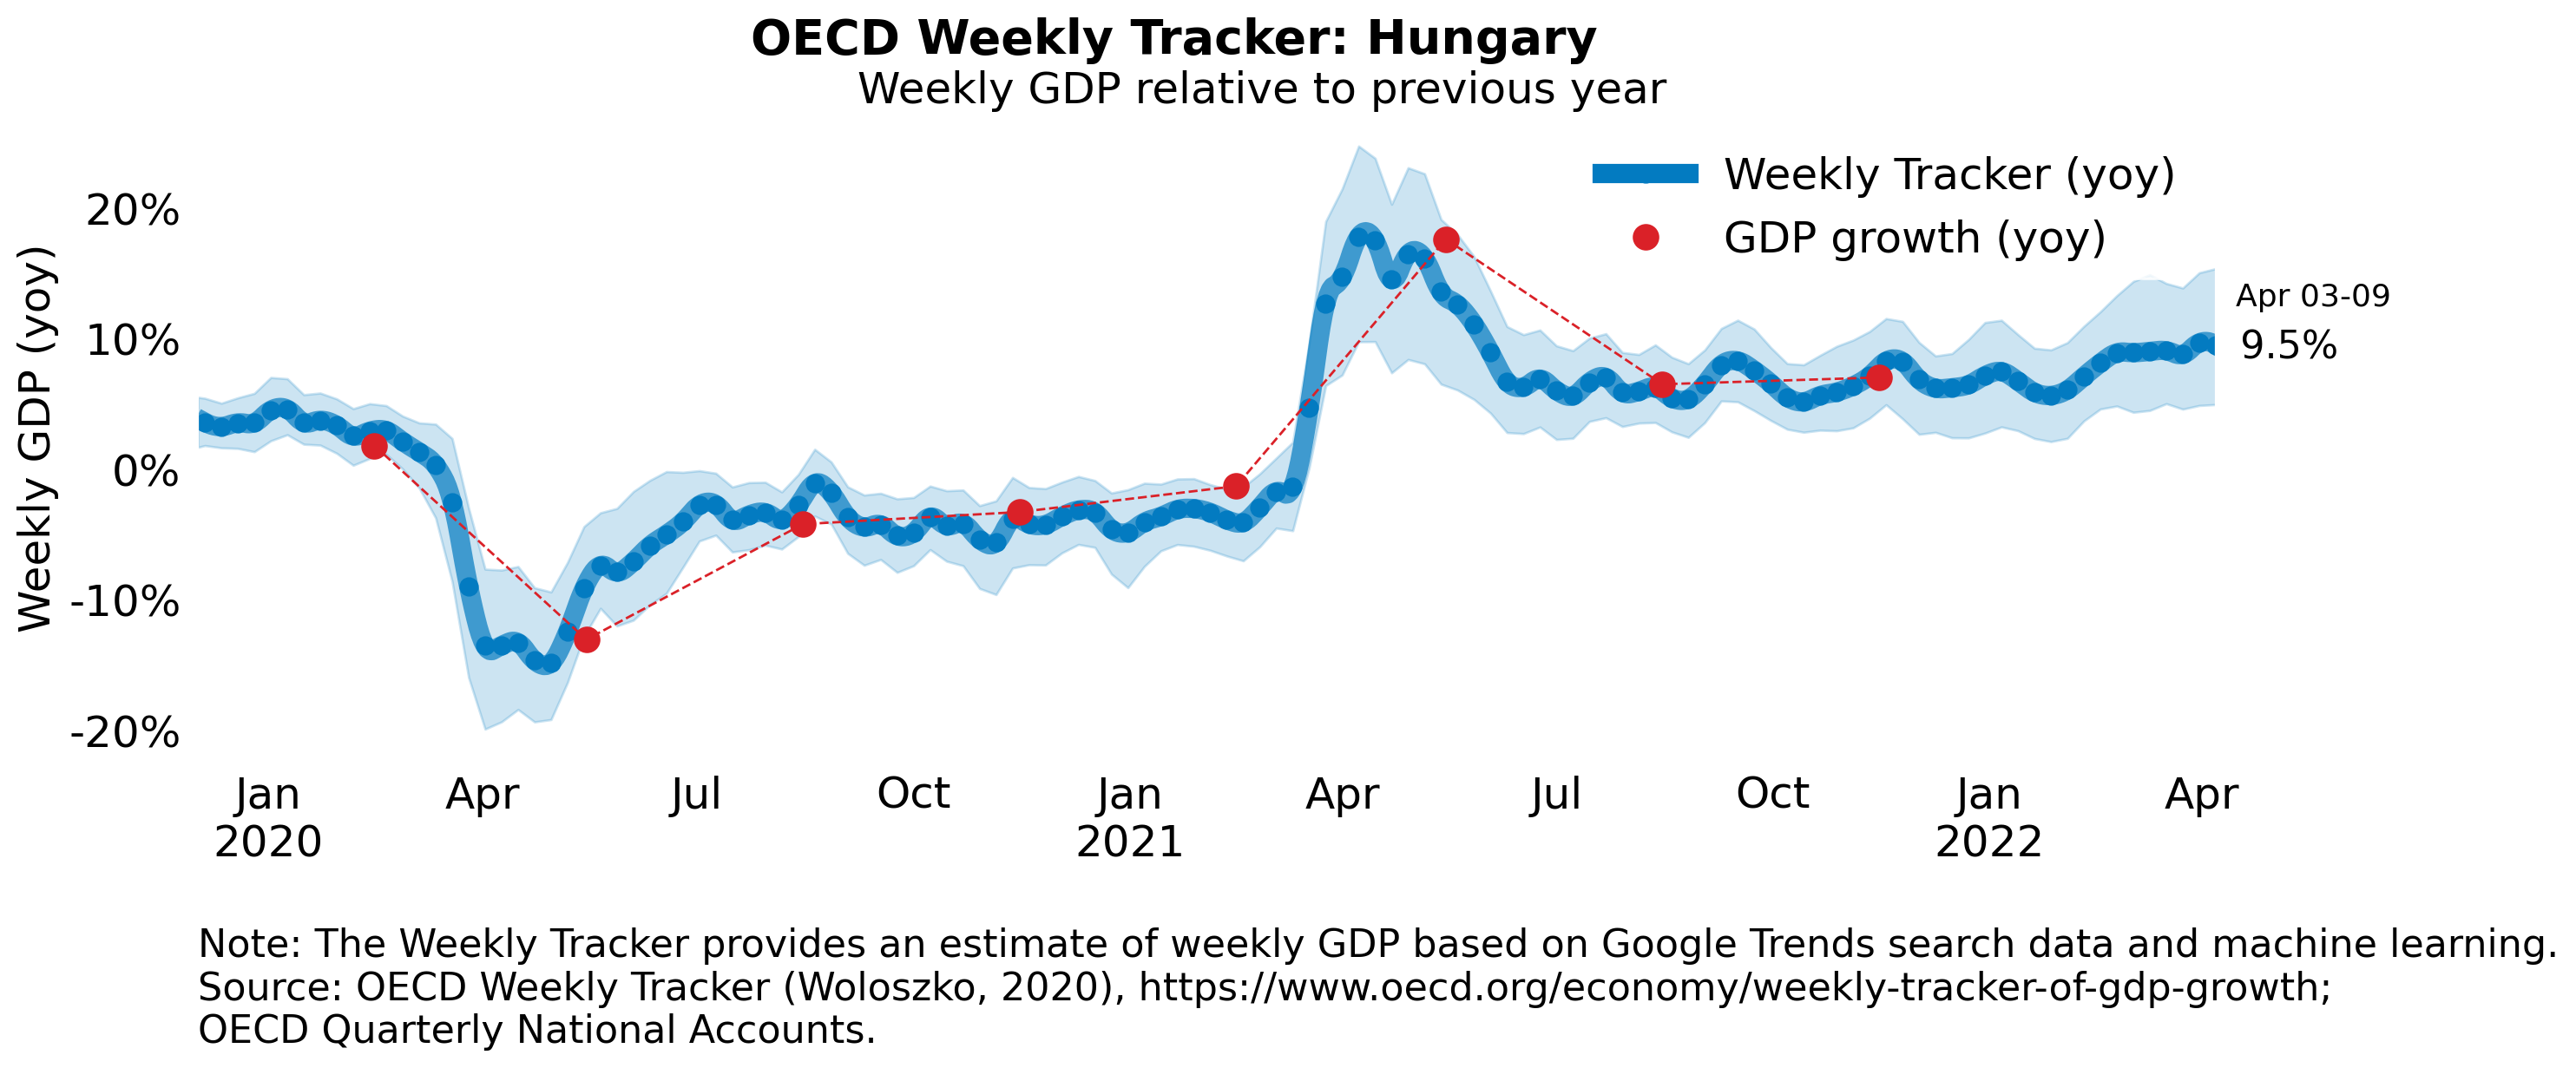 OECD Weekly Tracker: Hungary
Weekly GDP relative to previous year
Weekly Tracker (yoy)
GDP growth (yoy)
Weekly GDP (yoy)
20%
10%
0%
-10%
-20%
Apr 03-09
9.5%
Jan Apr Jul Oct Jan Apr Jul Oct Jan Apr
2020 2021 2022
Note: The Weekly Tracker provides an estimate of weekly GDP based on Google Trends search data and machine learning.
Source: OECD Weekly Tracker (Woloszko, 2020), https://www.oecd.org/economy/weekly-tracker-of-gdp-growth;
OECD Quarterly National Accounts.